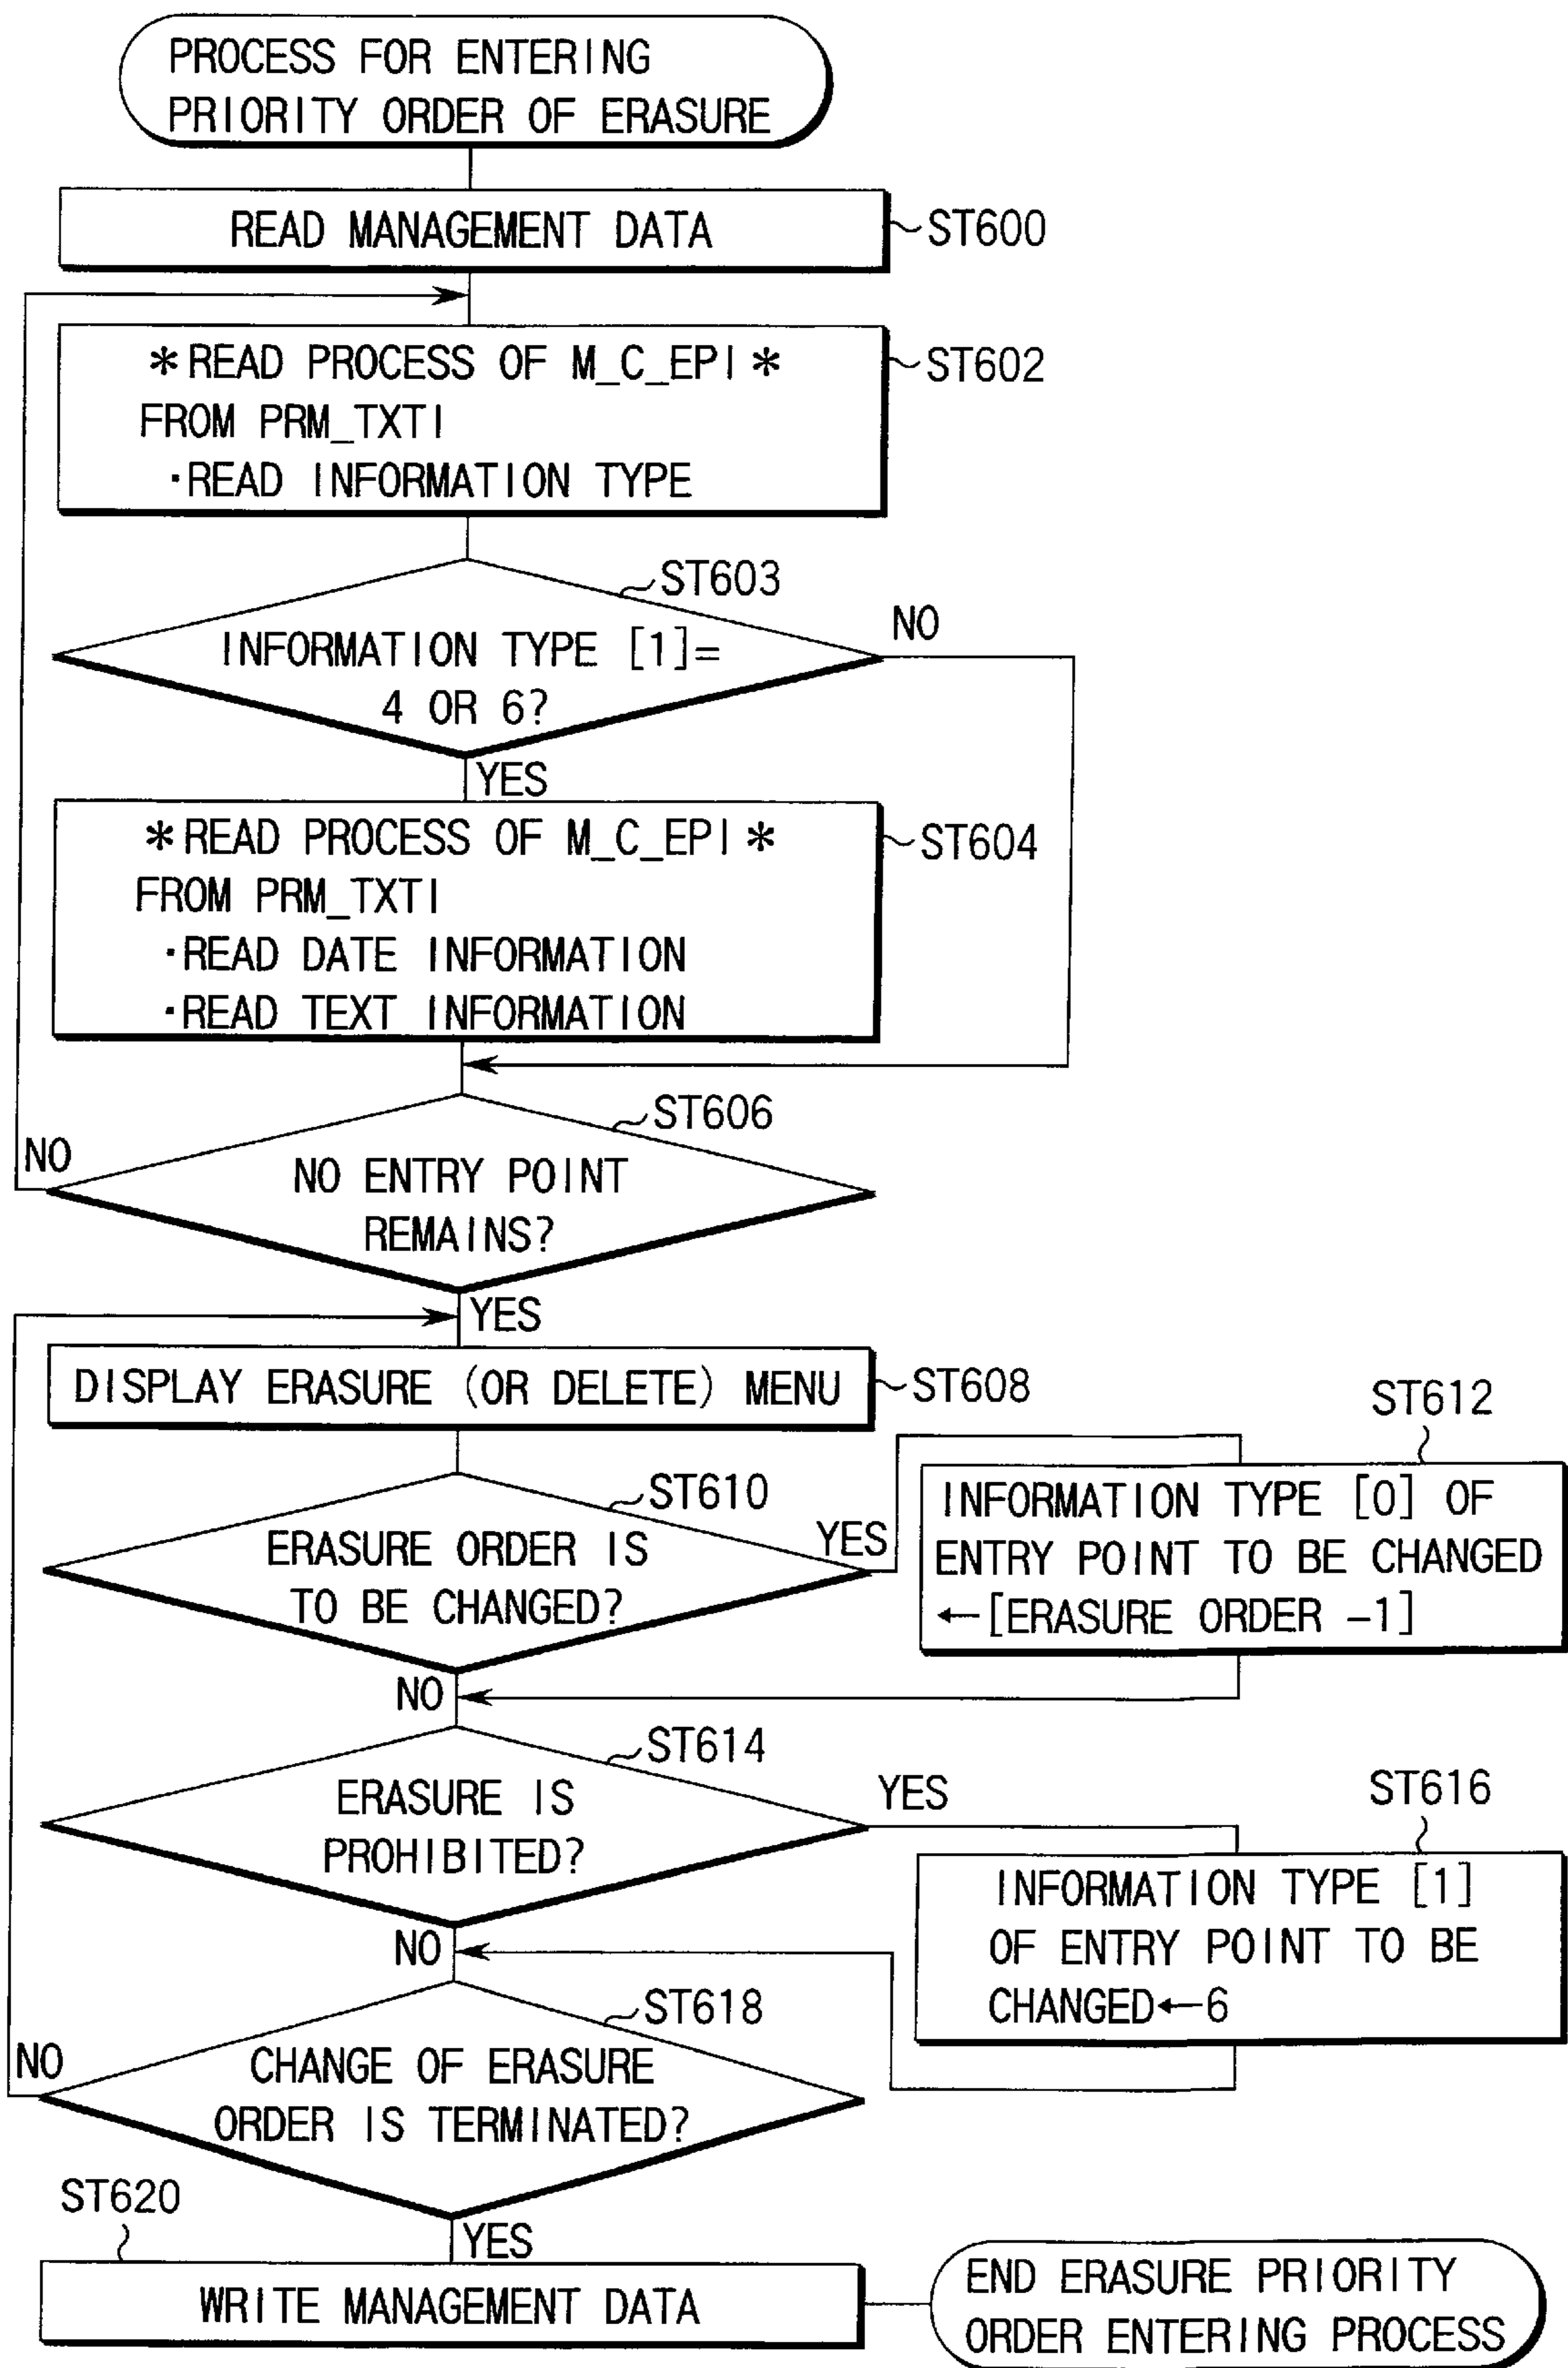 PROCESS FOR ENTERING
PRIORITY ORDER OF ERASURE
READ MANAGEMENT DATA
ST600
*READ PROCESS OF M_C_EPI*
FROM PRM_TXTI
·READ INFORMATION TYPE
ST602
ST603
INFORMATION TYPE [1]=
4 OR 6?
NO
YES
*READ PROCESS OF M_C_EPI*
FROM PRM_TXTI
·READ DATE INFORMATION
·READ TEXT INFORMATION
ST604
ST606
NO
NO ENTRY POINT
REMAINS?
YES
DISPLAY ERASURE (OR DELETE) MENU
ST608
ST610
ERASURE ORDER IS
TO BE CHANGED?
YES
ST612
INFORMATION TYPE [0] OF
ENTRY POINT TO BE CHANGED
←[ERASURE ORDER -1]
NO
ST614
ERASURE IS
PROHIBITED?
YES
ST616
INFORMATION TYPE [1]
OF ENTRY POINT TO BE
CHANGED←6
NO
ST618
NO
CHANGE OF ERASURE
ORDER IS TERMINATED?
YES
ST620
WRITE MANAGEMENT DATA
END ERASURE PRIORITY
ORDER ENTERING PROCESS